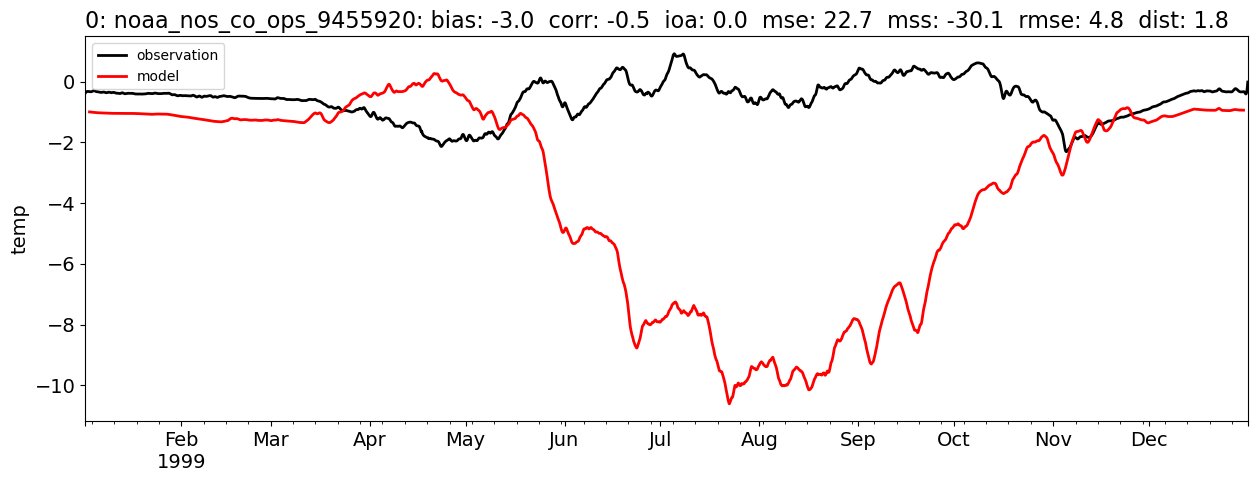 0: noaa_nos_co_ops_9455920: bias: -3.0  corr: -0.5  ioa: 0.0  mse: 22.7  mss: -30.1  rmse: 4.8  dist: 1.8
observation
model
temp
0
−2
−4
−6
−8
−10
Feb Mar Apr May Jun Jul Aug Sep Oct Nov Dec
1999